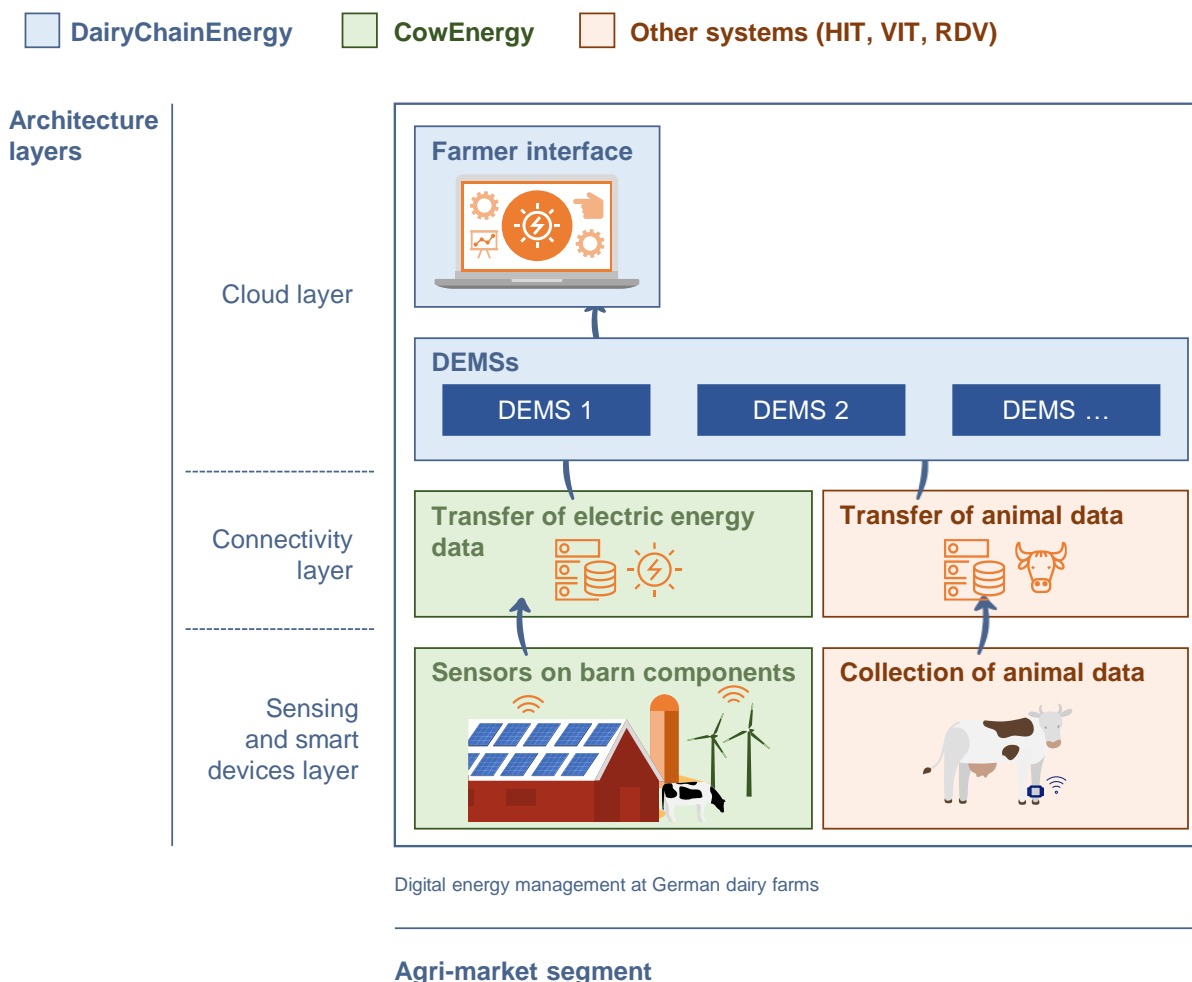 DairyChainEnergy
CowEnergy
Other systems (HIT, VIT, RDV)
Architecture
layers
Farmer interface
Cloud layer
DEMSs
DEMS 1
DEMS 2
DEMS …
Connectivity
layer
Transfer of electric energy
data
Transfer of animal data
Sensing
and smart
devices layer
Sensors on barn components
Collection of animal data
Digital energy management at German dairy farms
Agri-market segment